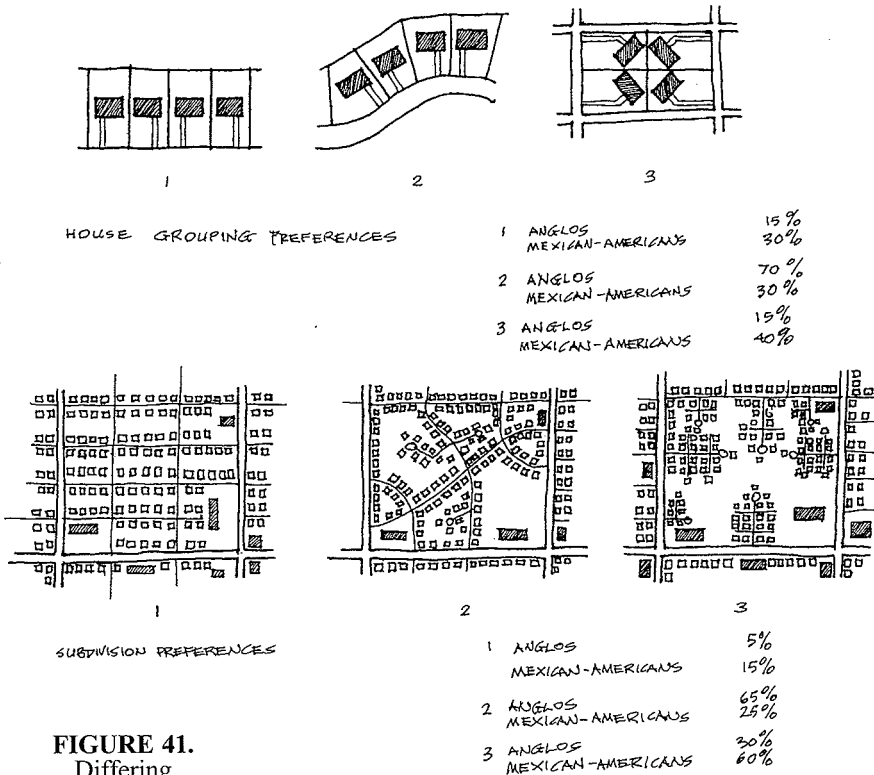 1
2
3
HOUSE GROUPING PREFERENCES
1 ANGLOS 15%
MEXICAN-AMERICANS 30%
2 ANGLOS 70%
MEXICAN-AMERICANS 30%
3 ANGLOS 15%
MEXICAN-AMERICANS 40%
1
2
3
SUBDIVISION PREFERENCES
1 ANGLOS 5%
MEXICAN-AMERICANS 15%
2 ANGLOS 65%
MEXICAN-AMERICANS 25%
3 ANGLOS 30%
MEXICAN-AMERICANS 60%
FIGURE 41.
Differing